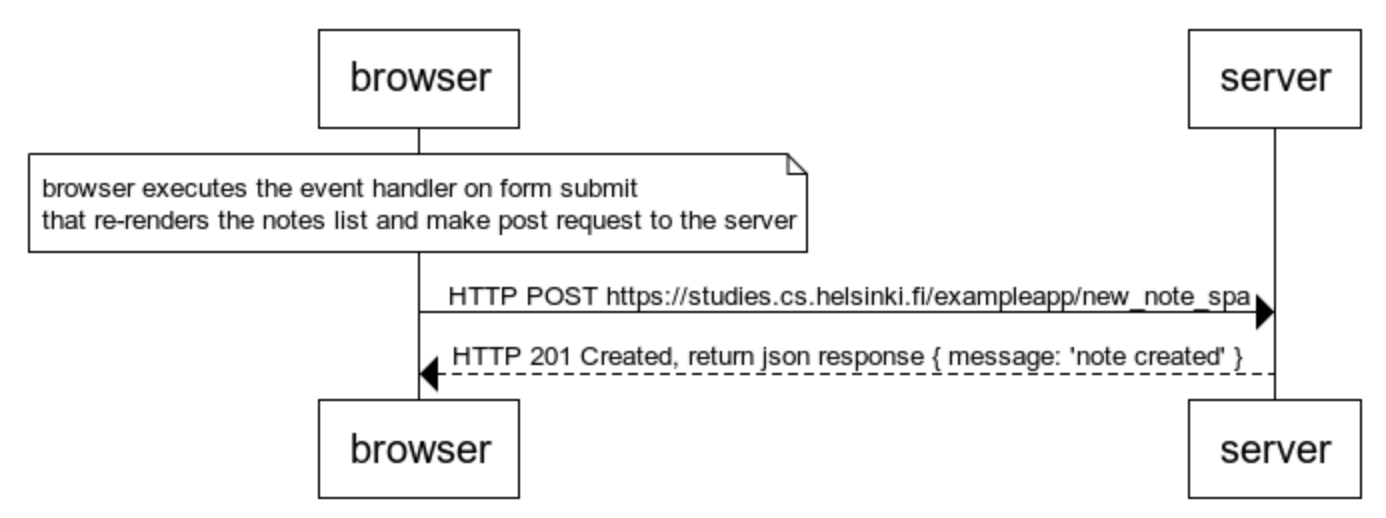 browser
server
browser executes the event handler on form submit
that re-renders the notes list and make post request to the server
HTTP POST https://studies.cs.helsinki.fi/exampleapp/new_note_spa
HTTP 201 Created, return json response { message: 'note created' }
browser
server